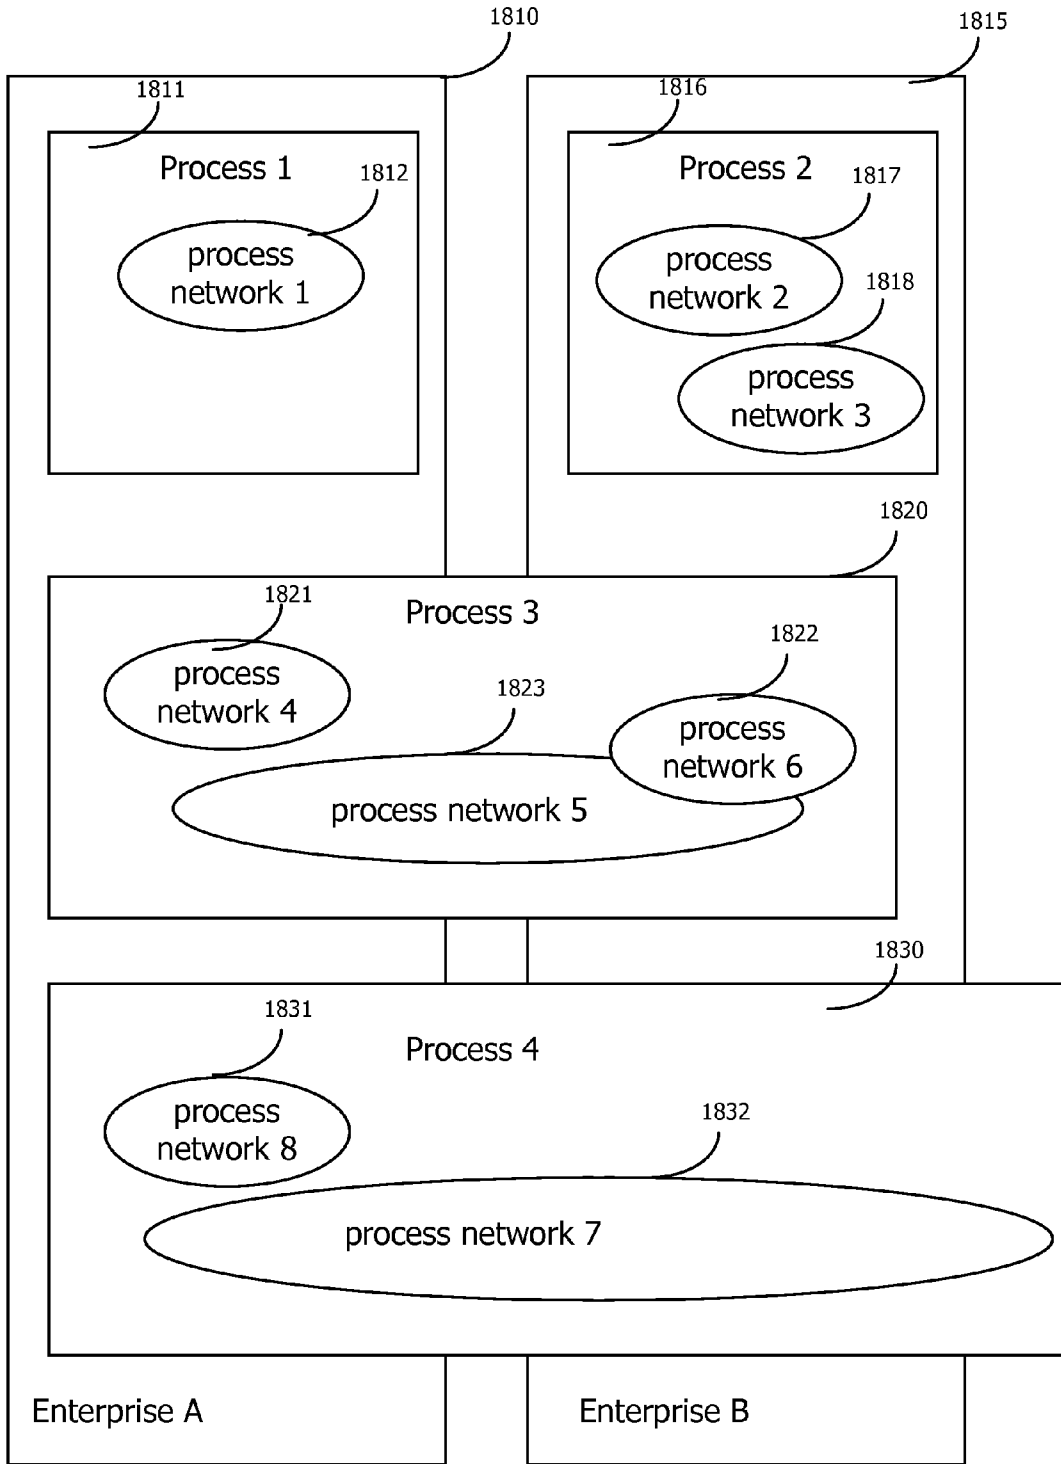 1810
1815
1811
1816
Process 1
1812
Process 2
1817
process
network 1
process
network 2
1818
process
network 3
1820
1821
Process 3
1822
process
network 4
1823
process
network 6
process network 5
1830
1831
Process 4
process
network 8
1832
process network 7
Enterprise A
Enterprise B